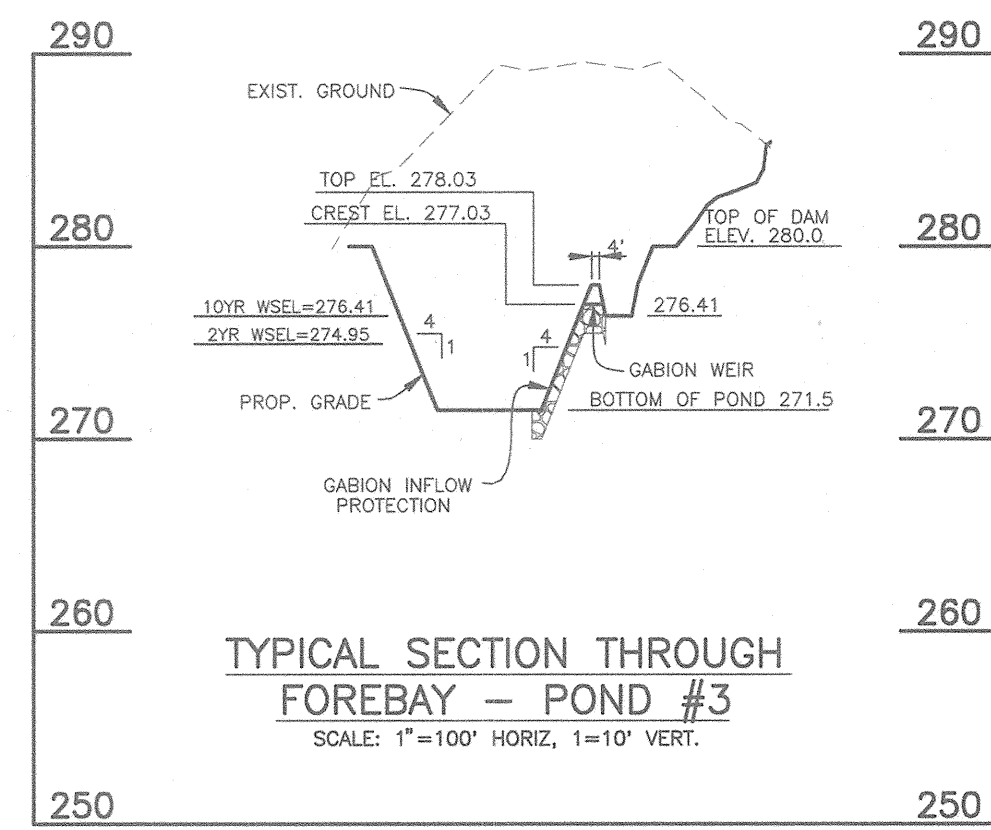 290
290
EXIST. GROUND
TOP EL. 278.03
CREST EL. 277.03
TOP OF DAM
ELEV. 280.0
280
280
4'
10YR WSEL=276.41
276.41
2YR WSEL=274.95
4
1
4
1
GABION WEIR
PROP. GRADE
BOTTOM OF POND 271.5
270
270
GABION INFLOW
PROTECTION
260
260
TYPICAL SECTION THROUGH
FOREBAY – POND #3
SCALE: 1"=100' HORIZ, 1=10' VERT.
250
250